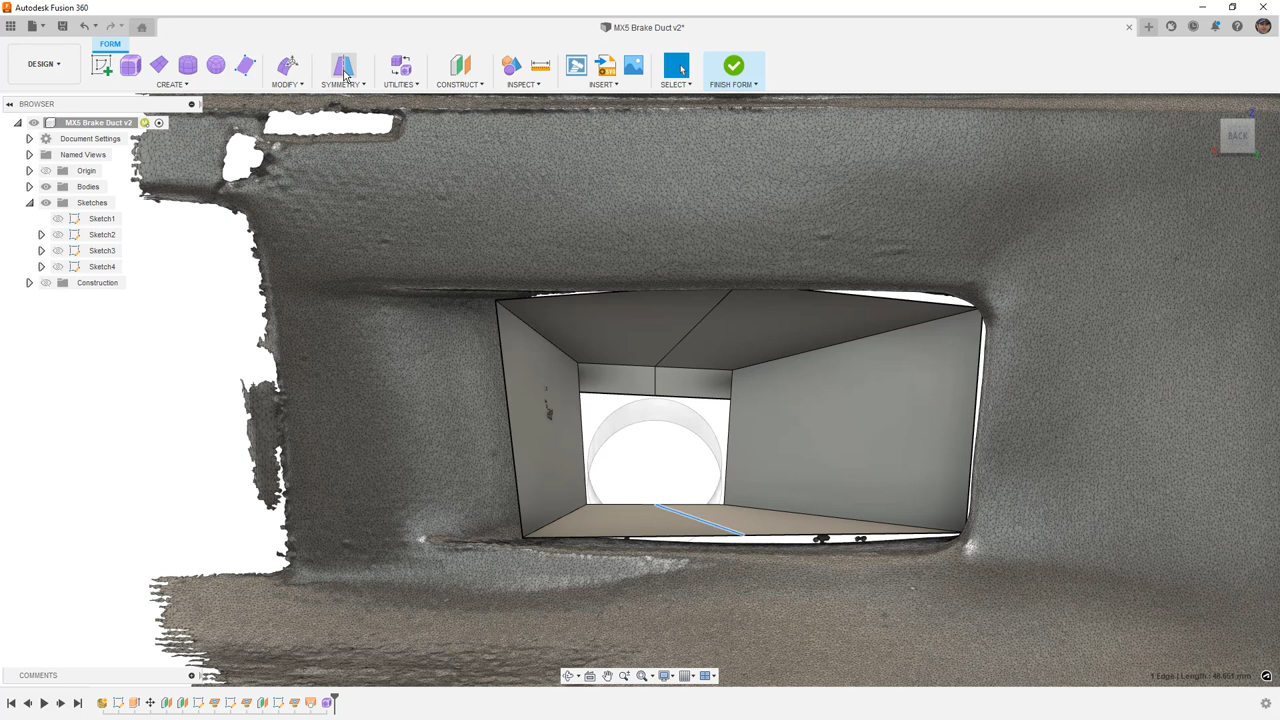 Autodesk Fusion 360
MX5 Brake Duct v2*
FORM
DESIGN
CREATE
MODIFY
SYMMETRY
UTILITIES
CONSTRUCT
INSPECT
INSERT
SELECT
FINISH FORM
BROWSER
MX5 Brake Duct v2
Document Settings
Named Views
Origin
Bodies
Sketches
Sketch1
Sketch2
Sketch3
Sketch4
Construction
BACK
COMMENTS